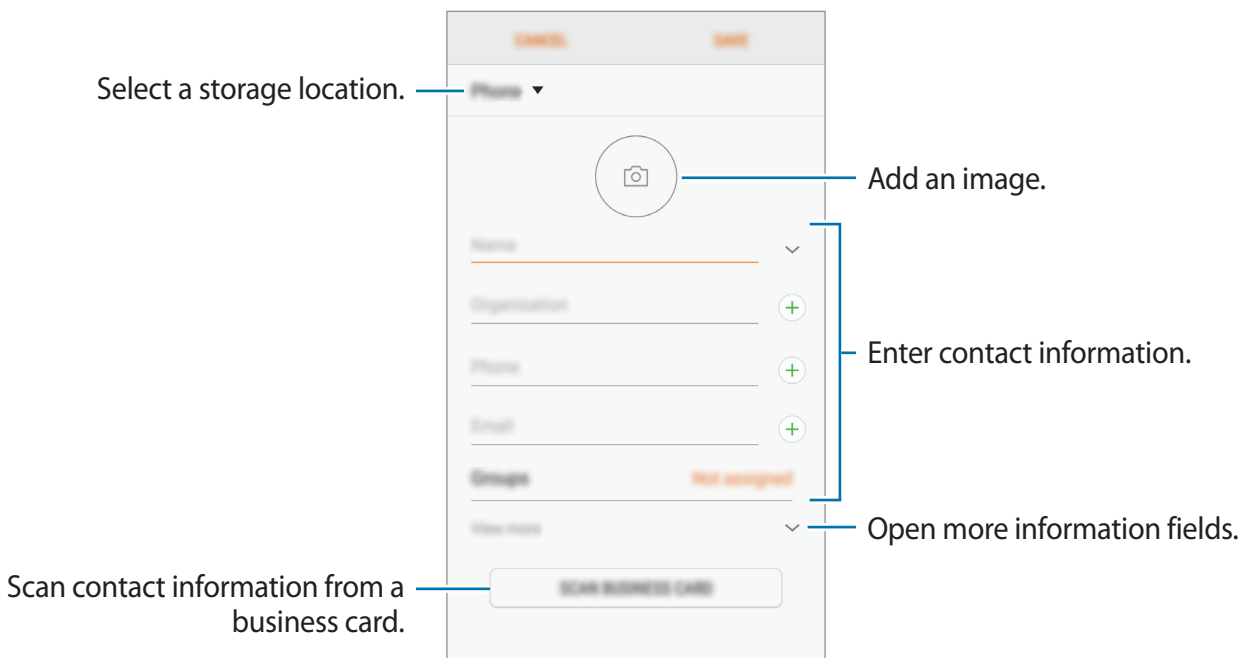 CANCEL
SAVE
Select a storage location.
Phone
Add an image.
Name
Organisation
Enter contact information.
Phone
Email
Groups
Not assigned
View more
Open more information fields.
Scan contact information from a
business card.
SCAN BUSINESS CARD